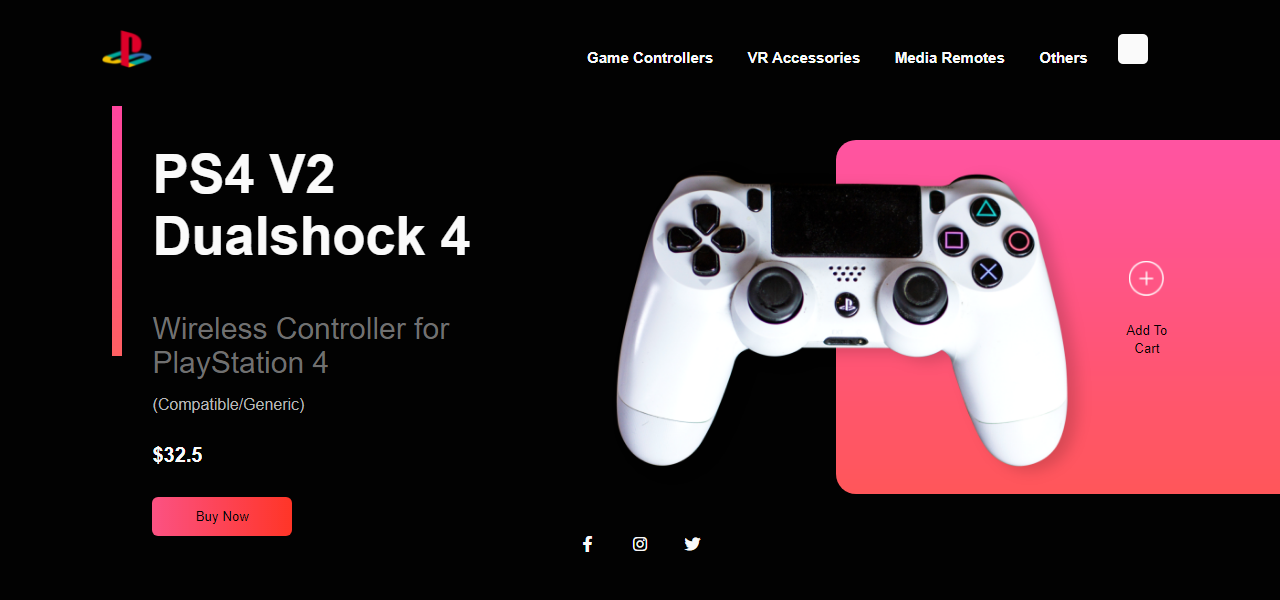 Game Controllers VR Accessories Media Remotes Others
PS4 V2
Dualshock 4
Wireless Controller for
PlayStation 4
(Compatible/Generic)
$32.5
Buy Now
Add To
Cart